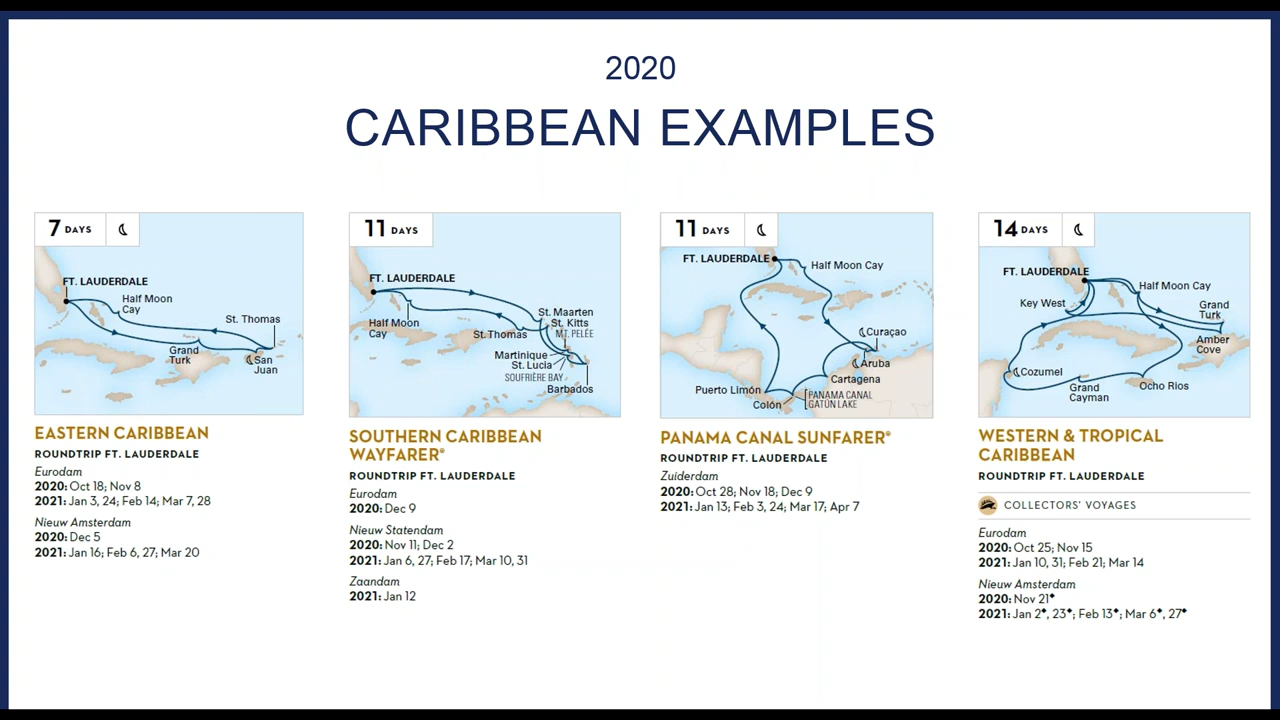 2020
CARIBBEAN EXAMPLES
7 DAYS
FT. LAUDERDALE
Half Moon
Cay
St. Thomas
Grand
Turk
San
Juan
EASTERN CARIBBEAN
ROUNDTRIP FT. LAUDERDALE
Eurodam
2020: Oct 18; Nov 8
2021: Jan 3, 24; Feb 14; Mar 7, 28
Nieuw Amsterdam
2020: Dec 5
2021: Jan 16; Feb 6, 27; Mar 20
11 DAYS
FT. LAUDERDALE
Half Moon
Cay
St. Maarten
St. Kitts
St. Thomas
MT. PELÉE
Martinique
St. Lucia
SOUFRIÈRE BAY
Barbados
SOUTHERN CARIBBEAN
WAYFARER®
ROUNDTRIP FT. LAUDERDALE
Eurodam
2020: Dec 9
Nieuw Statendam
2020: Nov 11; Dec 2
2021: Jan 6, 27; Feb 17; Mar 10, 31
Zaandam
2021: Jan 12
11 DAYS
FT. LAUDERDALE
Half Moon Cay
Curaçao
Aruba
Cartagena
Puerto Limón
Colón
PANAMA CANAL
GATÚN LAKE
PANAMA CANAL SUNFARER®
ROUNDTRIP FT. LAUDERDALE
Zuiderdam
2020: Oct 28; Nov 18; Dec 9
2021: Jan 13; Feb 3, 24; Mar 17; Apr 7
14 DAYS
FT. LAUDERDALE
Half Moon Cay
Key West
Grand
Turk
Amber
Cove
Cozumel
Grand
Cayman
Ocho Rios
WESTERN & TROPICAL
CARIBBEAN
ROUNDTRIP FT. LAUDERDALE
COLLECTORS' VOYAGES
Eurodam
2020: Oct 25; Nov 15
2021: Jan 10, 31; Feb 21; Mar 14
Nieuw Amsterdam
2020: Nov 21♦
2021: Jan 2♦, 23♦; Feb 13♦; Mar 6♦, 27♦